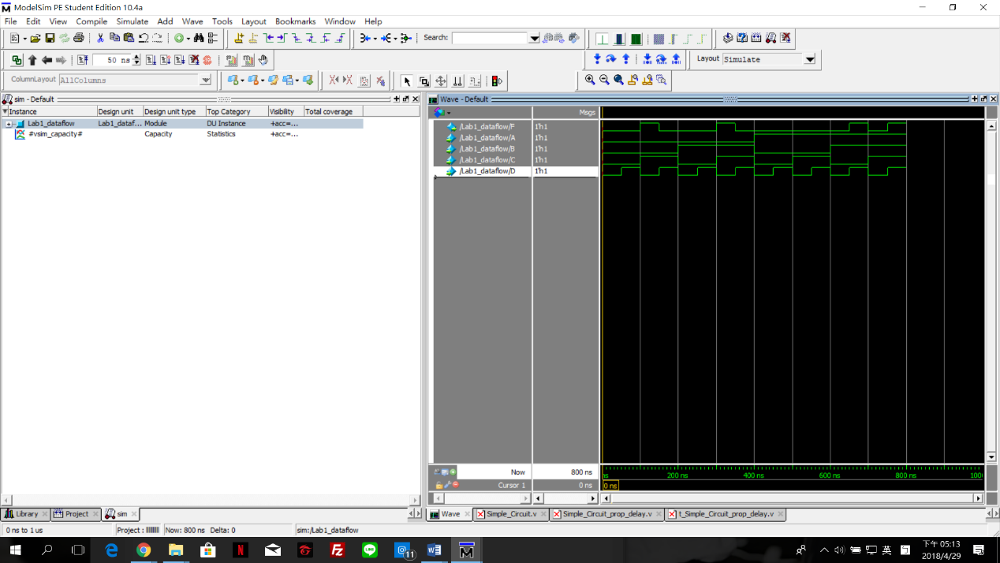 ModelSim PE Student Edition 10.4a
File Edit View Compile Simulate Add Wave Tools Layout Bookmarks Window Help
Search:
50 ns
Layout Simulate
ColumnLayout AllColumns
sim - Default
Instance Design unit Design unit type Top Category Visibility Total coverage
Lab1_dataflow Lab1_dataf... Module DU Instance +acc=...
#vsim_capacity# Capacity Statistics +acc=...
Wave - Default
Msgs
/Lab1_dataflow/F 1'h1
/Lab1_dataflow/A 1'h1
/Lab1_dataflow/B 1'h1
/Lab1_dataflow/C 1'h1
/Lab1_dataflow/D 1'h1
Now 800 ns
ns 200 ns 400 ns 600 ns 800 ns 100
Cursor 1 0 ns
0 ns
Library Project sim
Wave Simple_Circuit.v Simple_Circuit_prop_delay.v t_Simple_Circuit_prop_delay.v
0 ns to 1 us Project : Now: 800 ns Delta: 0 sim:/Lab1_dataflow
11
英
下午 05:13
2018/4/29